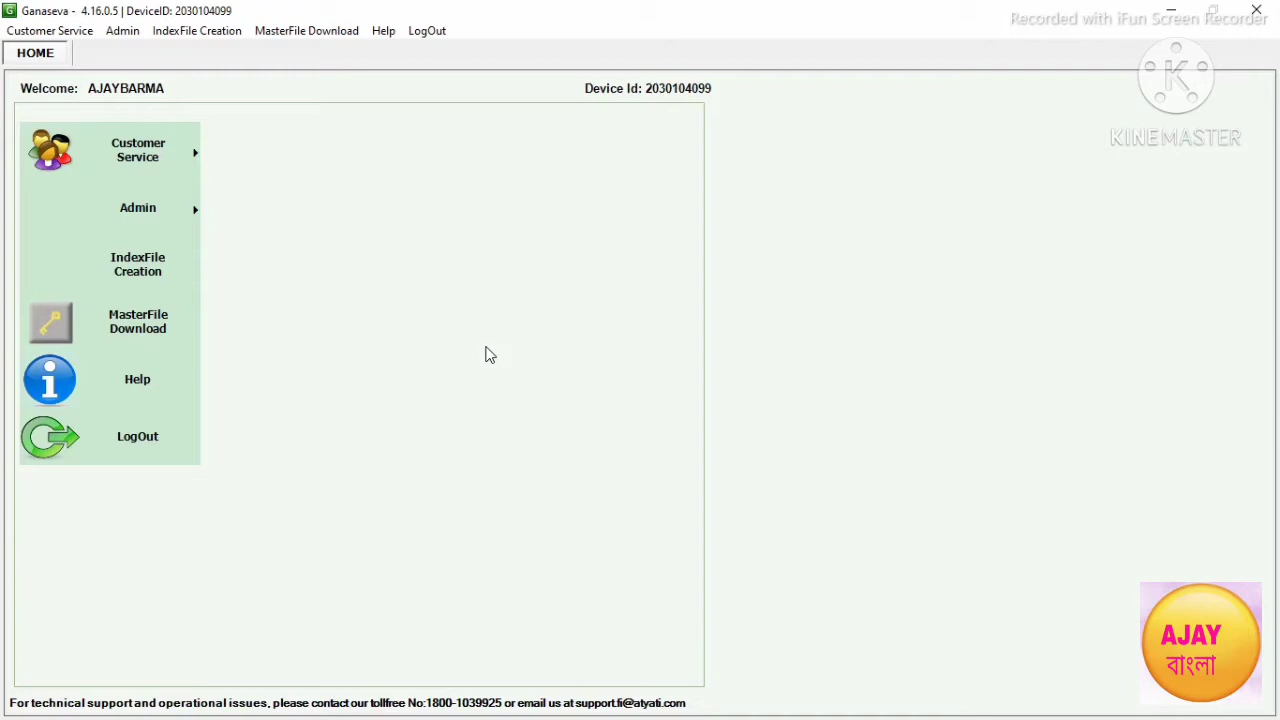 Ganaseva - 4.16.0.5 | DeviceID: 2030104099
Recorded with iFun Screen Recorder
Customer Service Admin IndexFile Creation MasterFile Download Help LogOut
HOME
KINEMASTER
Welcome: AJAYBARMA
Device Id: 2030104099
Customer
Service
Admin
IndexFile
Creation
MasterFile
Download
Help
LogOut
AJAY
বাংলা
For technical support and operational issues, please contact our tollfree No:1800-1039925 or email us at support.fi@atyati.com